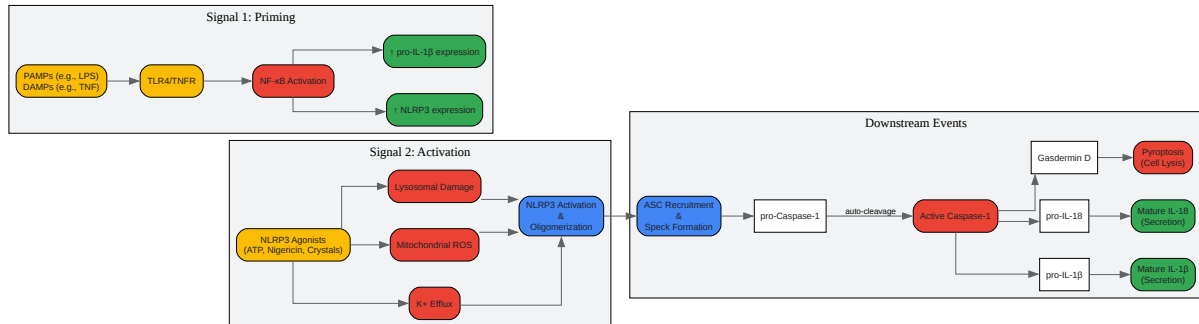 Signal 1: Priming
PAMPs (e.g., LPS)
DAMPs (e.g., TNF)
TLR4/TNFR
NF-κB Activation
↑ pro-IL-1β expression
↑ NLRP3 expression
Signal 2: Activation
NLRP3 Agonists
(ATP, Nigericin, Crystals)
Lysosomal Damage
Mitochondrial ROS
K+ Efflux
NLRP3 Activation
&
Oligomerization
Downstream Events
ASC Recruitment
&
Speck Formation
pro-Caspase-1
auto-cleavage
Active Caspase-1
Gasdermin D
Pyroptosis
(Cell Lysis)
pro-IL-18
Mature IL-18
(Secretion)
pro-IL-1β
Mature IL-1β
(Secretion)